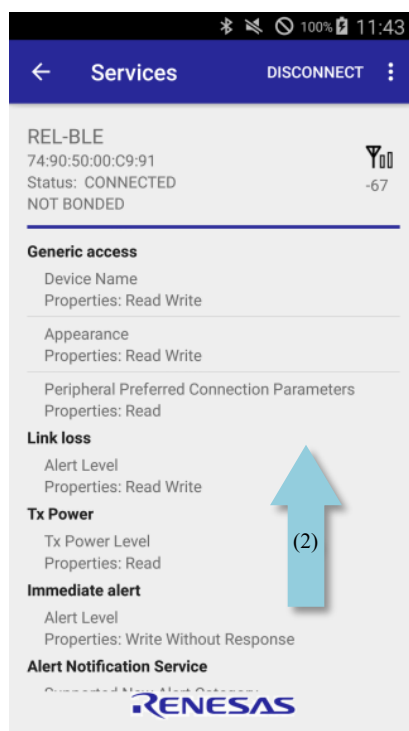 100% 11:43
Services DISCONNECT
REL-BLE
74:90:50:00:C9:91
Status: CONNECTED
-67
NOT BONDED
Generic access
Device Name
Properties: Read Write
Appearance
Properties: Read Write
Peripheral Preferred Connection Parameters
Properties: Read
Link loss
Alert Level
Properties: Read Write
Tx Power
Tx Power Level
(2)
Properties: Read
Immediate alert
Alert Level
Properties: Write Without Response
Alert Notification Service
RENESAS